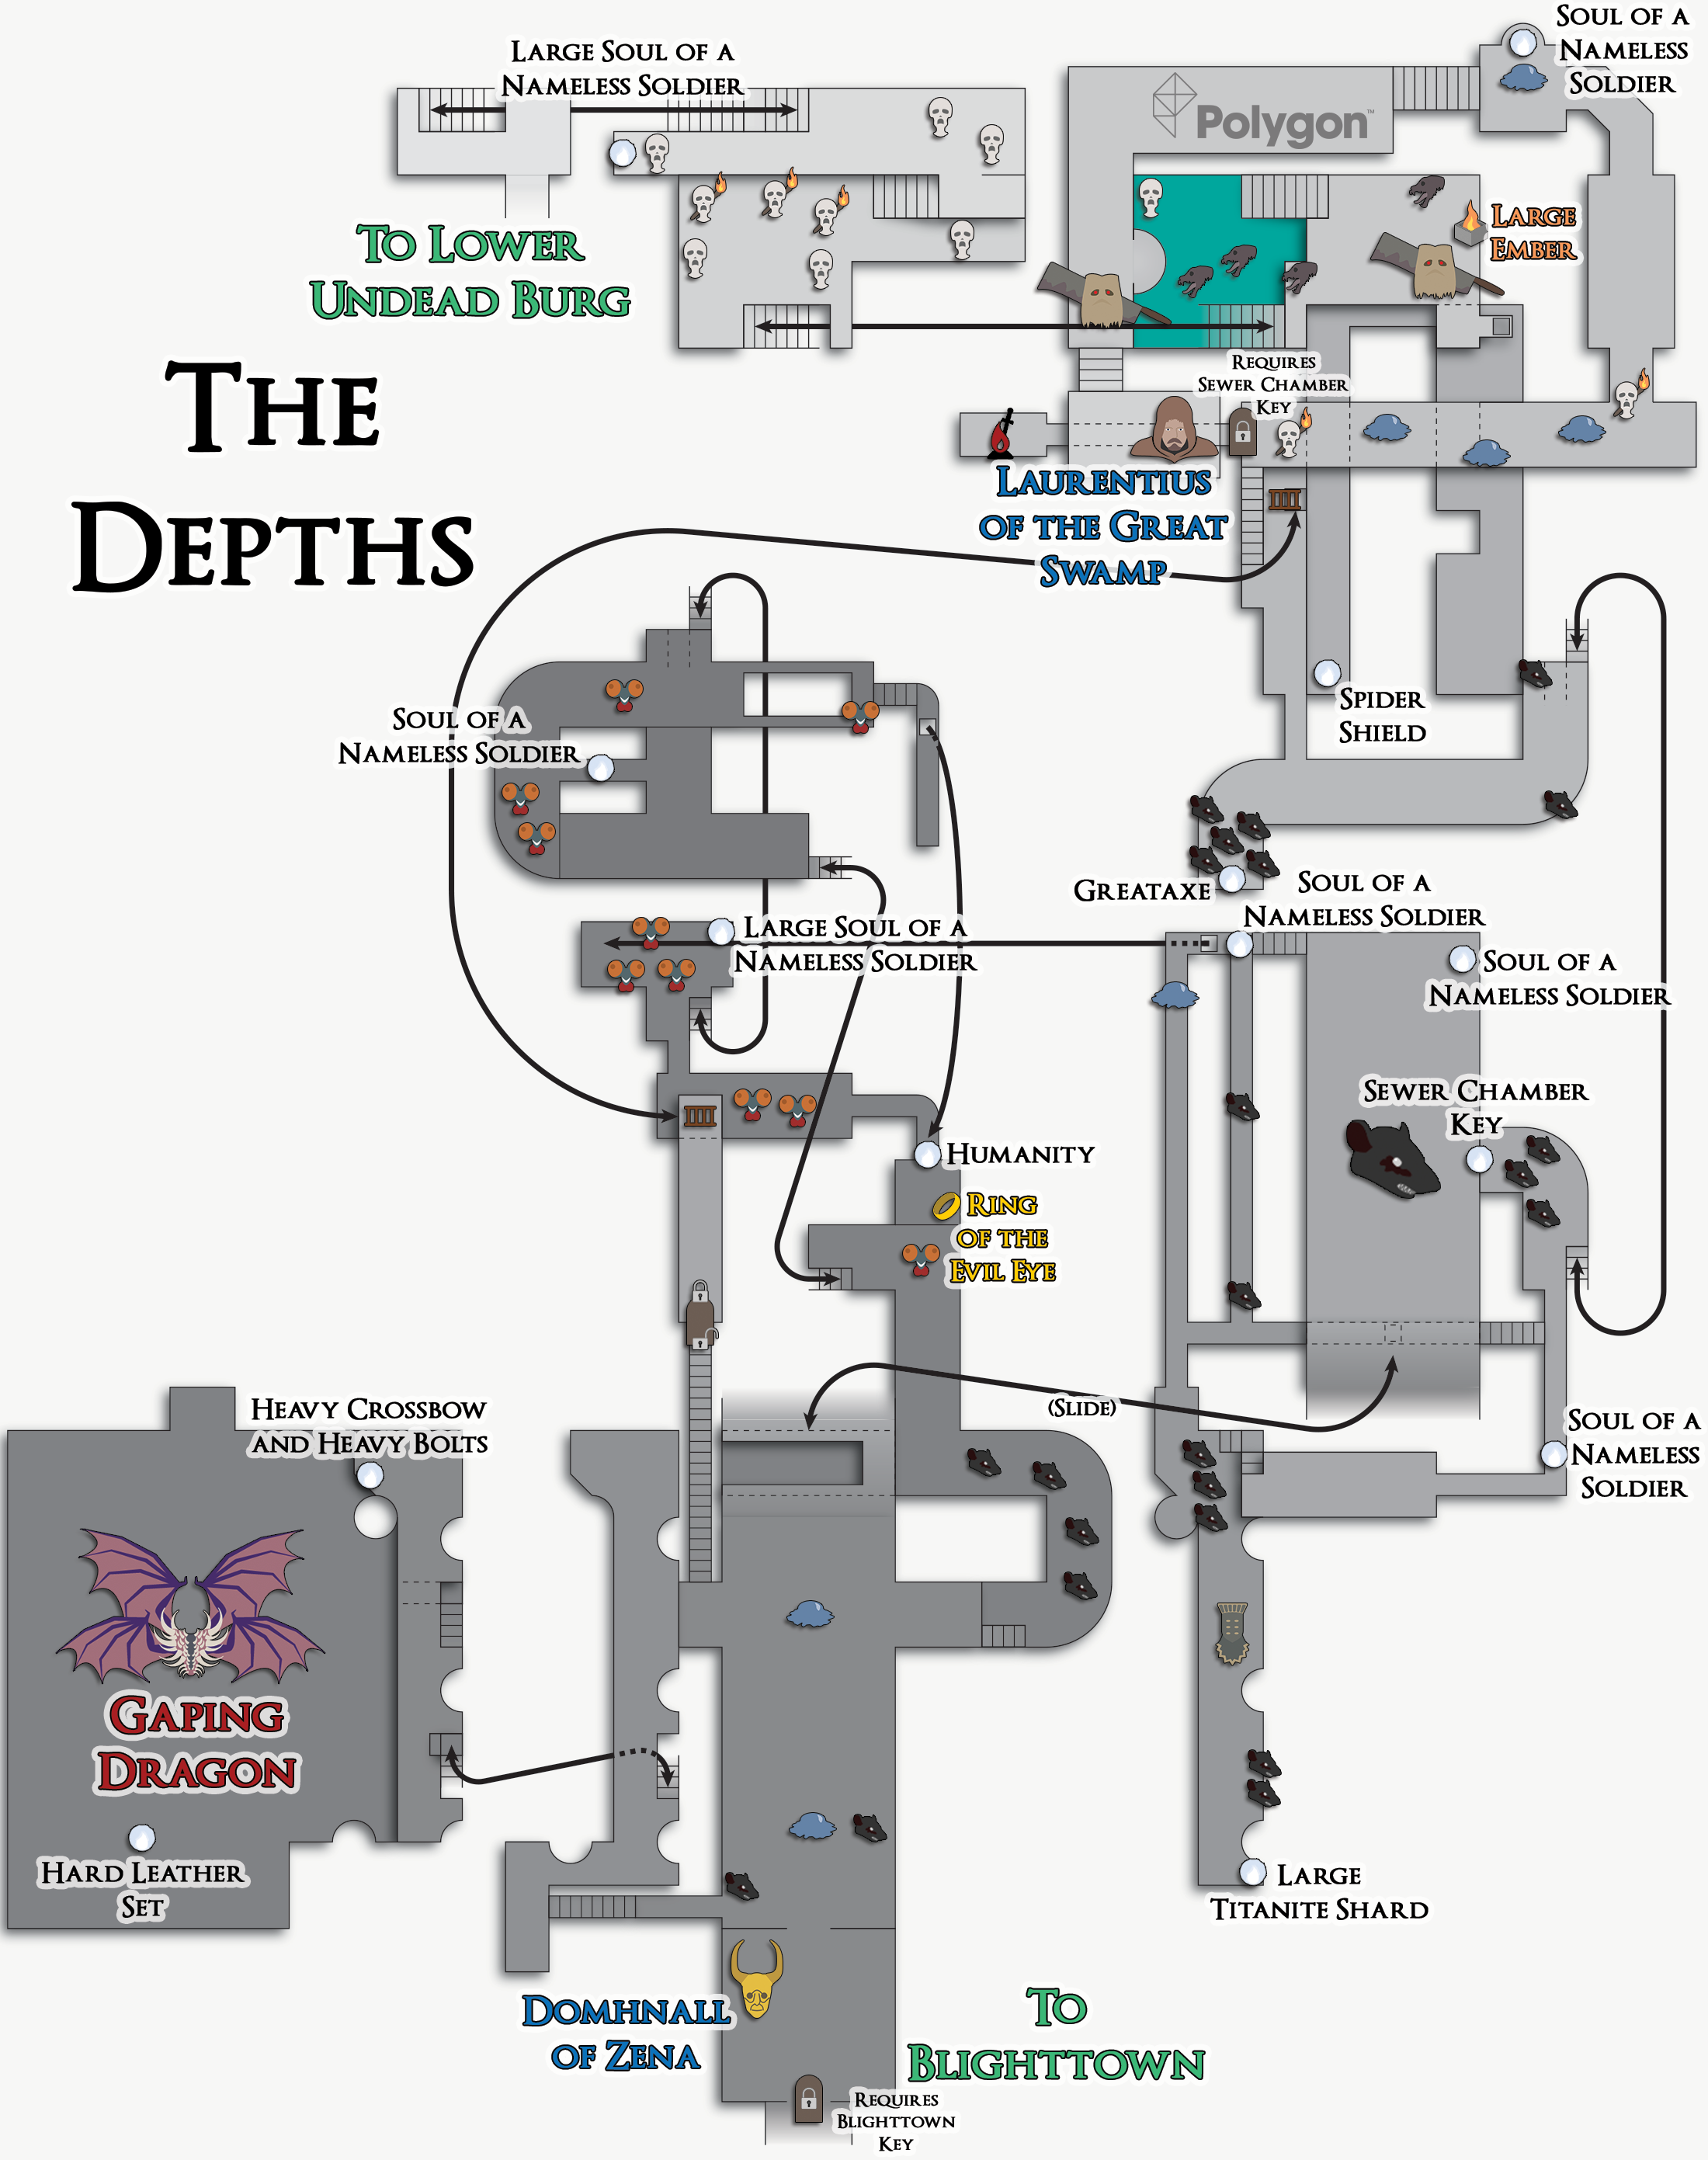 Soul of a
Nameless
Soldier
Large Soul of a
Nameless Soldier
Polygon™
Large
Ember
To Lower
Undead Burg
Requires
Sewer Chamber
Key
The
Depths
Laurentius
of the Great
Swamp
Spider
Shield
Soul of a
Nameless Soldier
Greataxe
Soul of a
Nameless Soldier
Large Soul of a
Nameless Soldier
Soul of a
Nameless Soldier
Sewer Chamber
Key
Humanity
Ring
of the
Evil Eye
(Slide)
Heavy Crossbow
and Heavy Bolts
Soul of a
Nameless
Soldier
Gaping
Dragon
Hard Leather
Set
Large
Titanite Shard
Domhnall
of Zena
To
Blighttown
Requires
Blighttown
Key